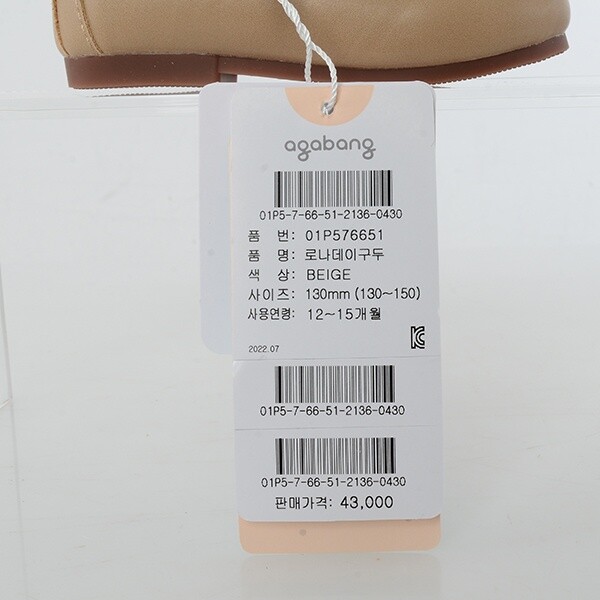 agabang
01P5-7-66-51-2136-0430
품 번: 01P576651
품 명: 로나데이구두
색 상: BEIGE
사이즈: 130mm (130~150)
사용연령: 12~15개월
2022.07
01P5-7-66-51-2136-0430
01P5-7-66-51-2136-0430
판매가격: 43,000